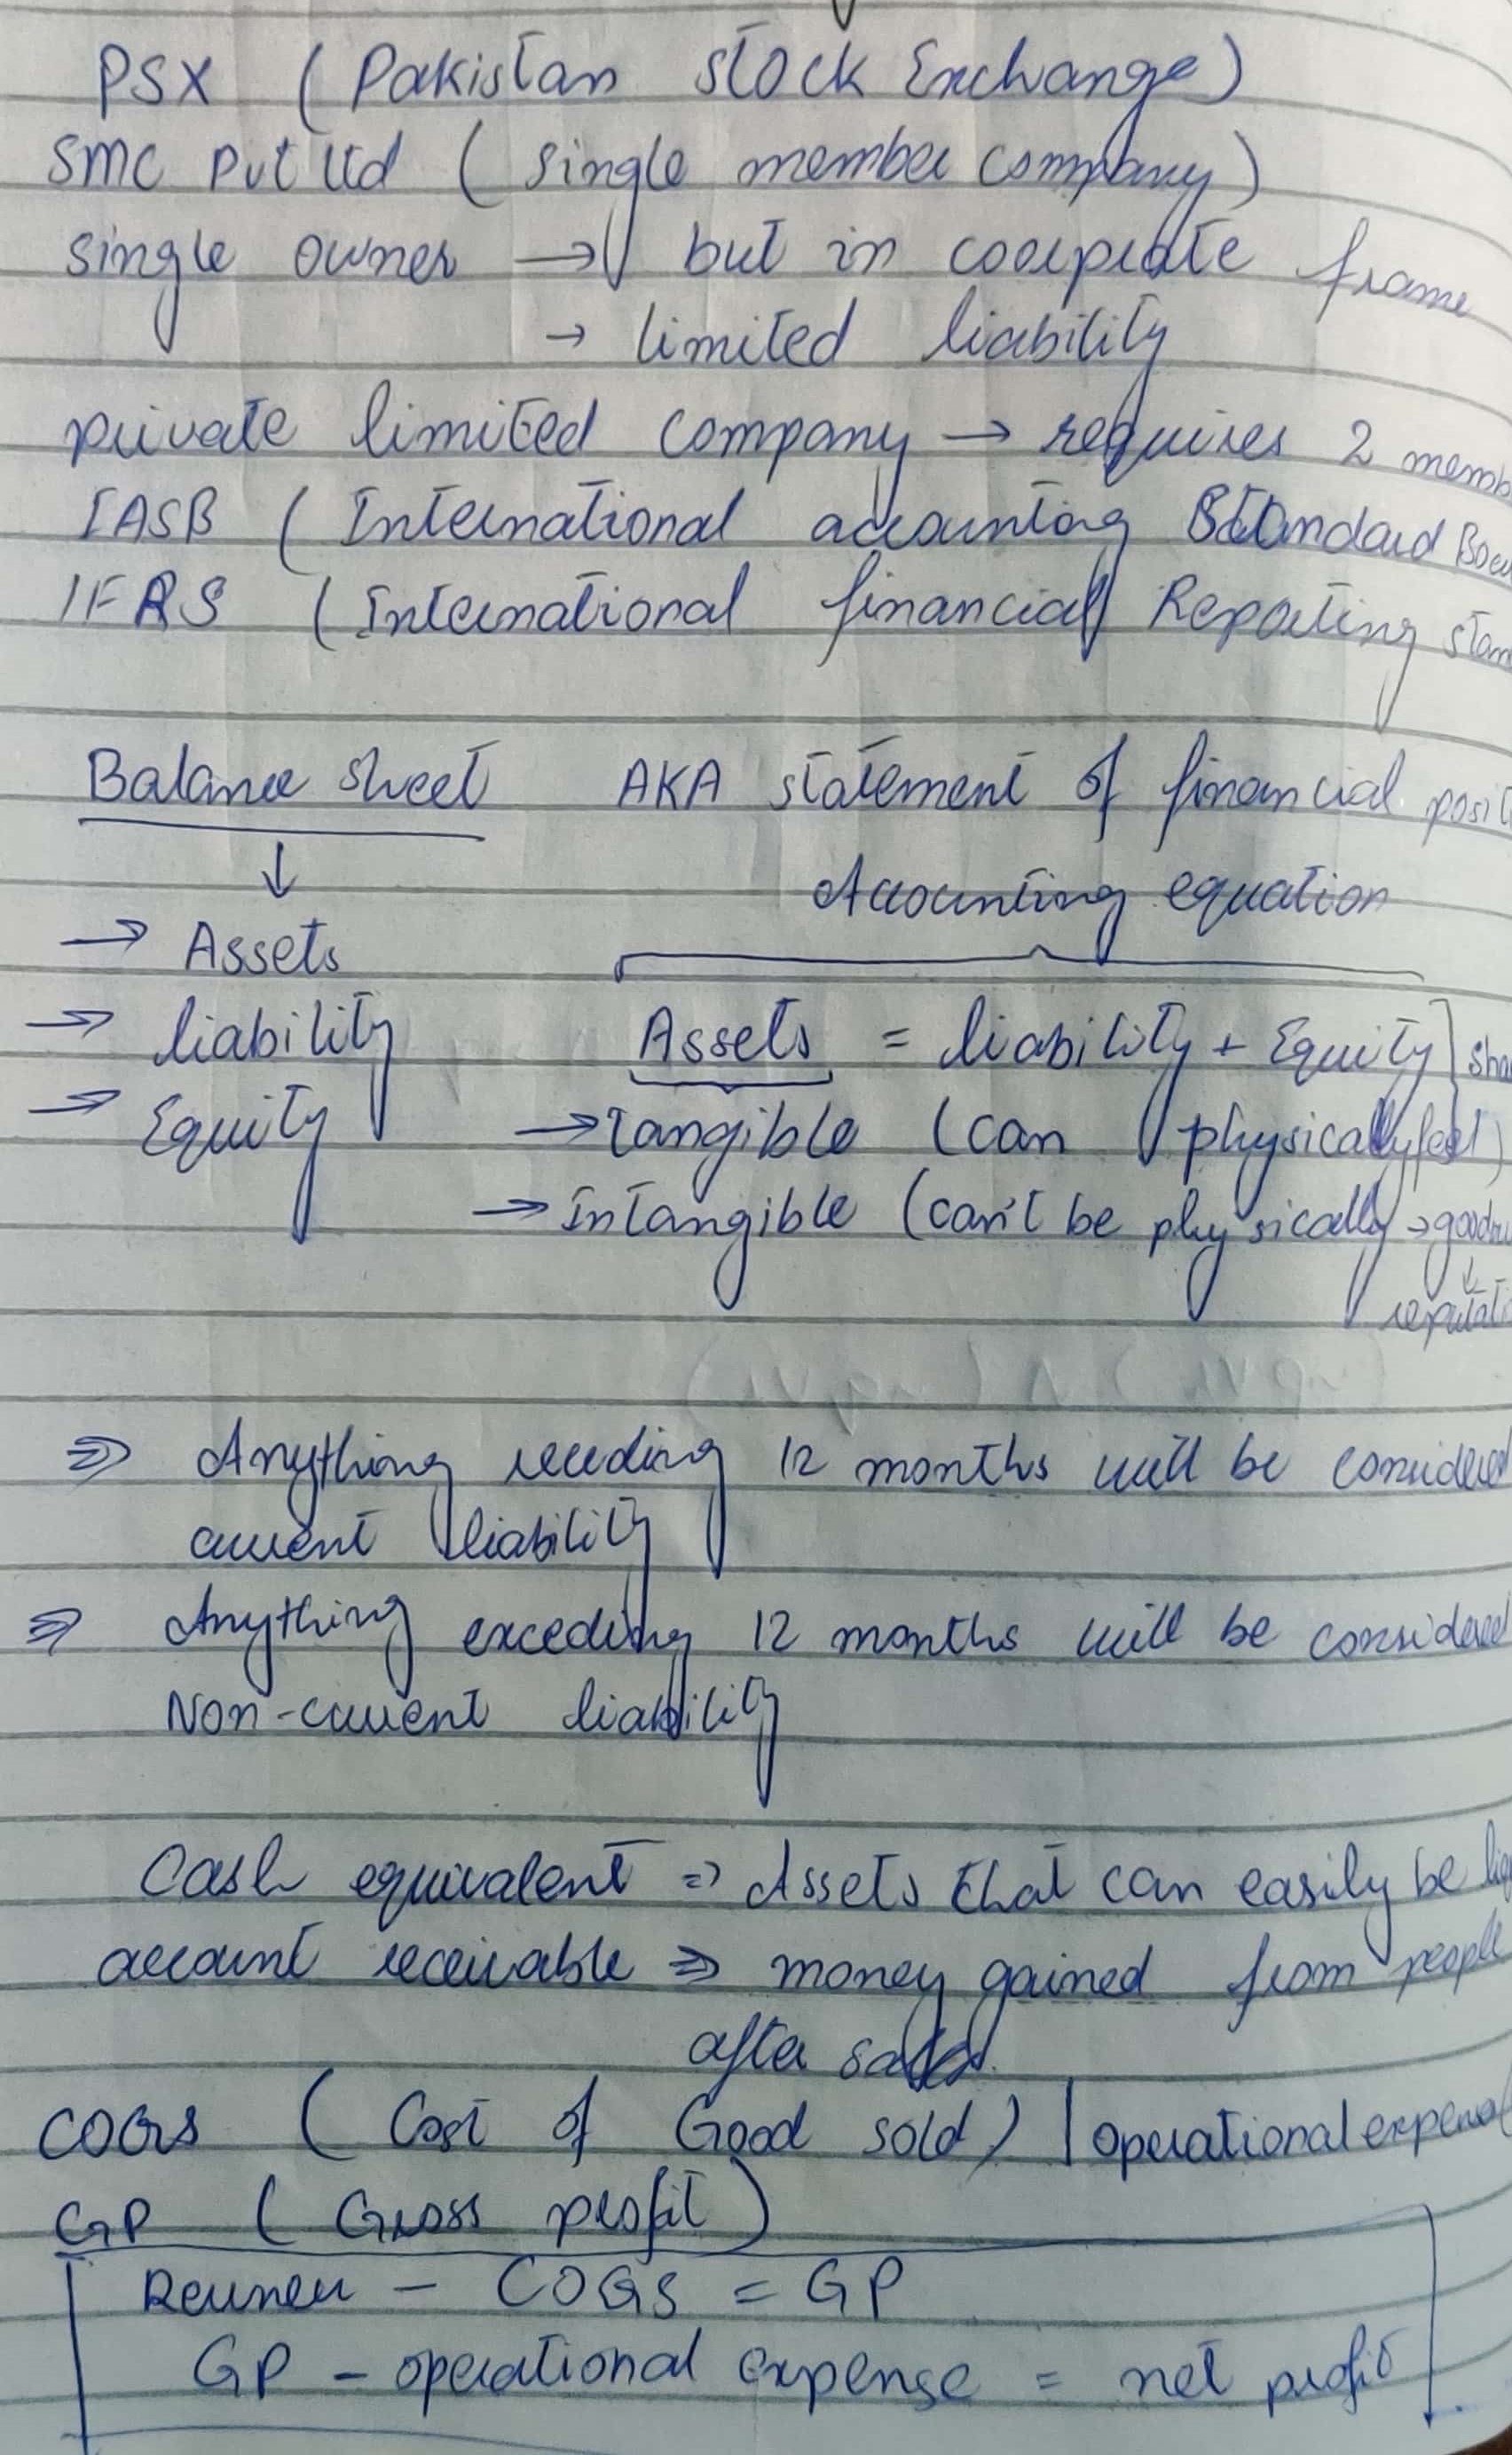 PSX (Pakistan Stock Exchange)
SMC Pvt ltd (single member company)
single owner → but in coorprate frame
→ limited liability
private limited company → requires 2 memb
IASB (International accounting Standard Boa
IFRS (International financial Reporting stan
Balance sheet AKA statement of financial posit
↓ Accounting equation
→ Assets
→ liability Assets = liability + Equity] sha
→ Equity → Tangible (can physically feel)
→ Intangible (can't be physically → goodw
↓
reputati
⇒ Anything receding 12 months will be considered
current liability
⇒ Anything exceding 12 months will be considered
Non-current liability
Cash equivalent ⇒ Assets that can easily be liq
account receivable ⇒ money gained from people
after
COGS (Cost of Good sold) | operational expense
GP (Gross profit)
- COGS = GP
GP - operational expense = net profit